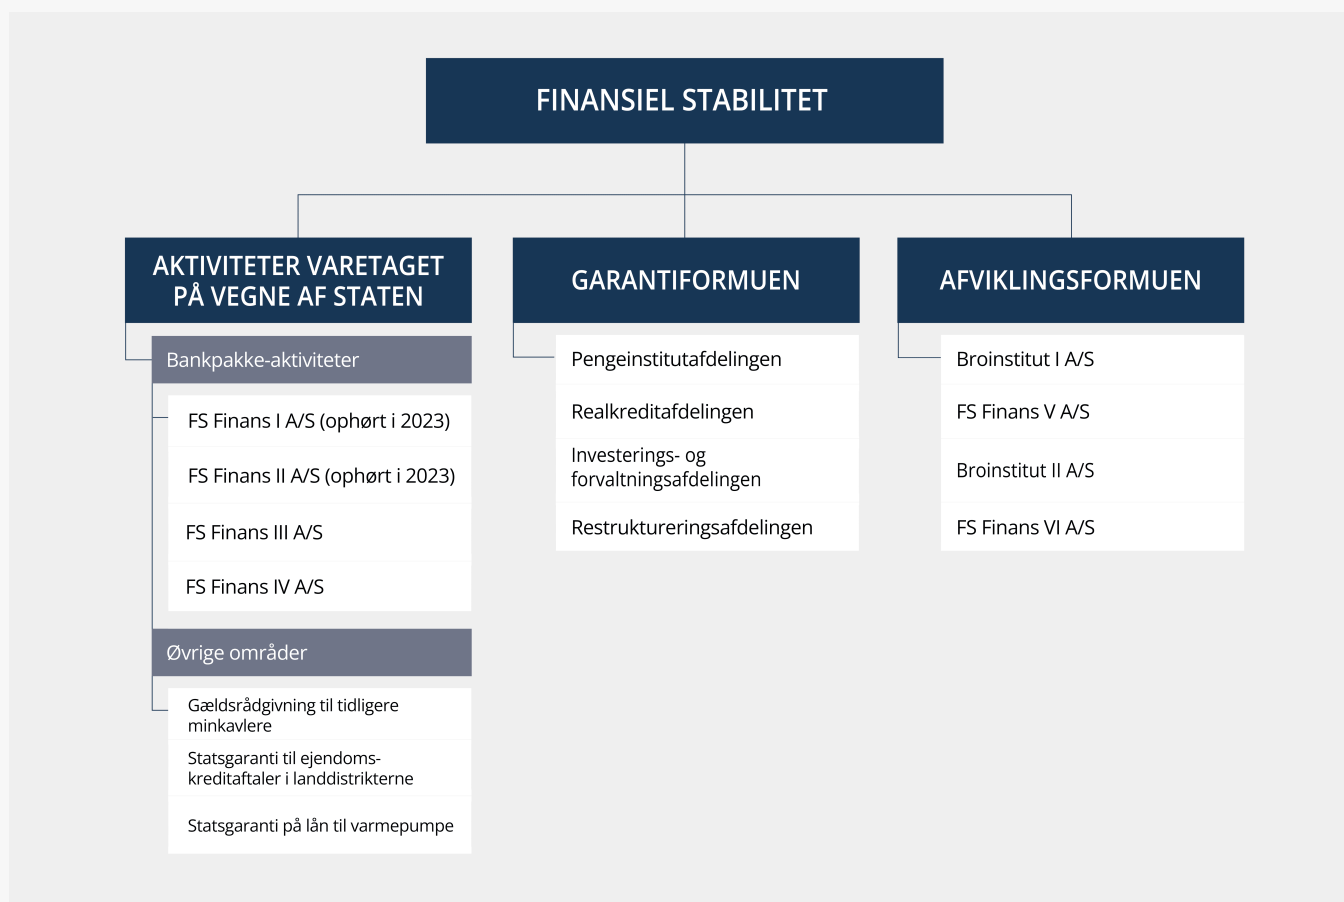 FINANSIEL STABILITET
AKTIVITETER VARETAGET
PÅ VEGNE AF STATEN
Bankpakke-aktiviteter
FS Finans I A/S (ophørt i 2023)
FS Finans II A/S (ophørt i 2023)
FS Finans III A/S
FS Finans IV A/S
Øvrige områder
Gældsrådgivning til tidligere
minkavlere
Statsgaranti til ejendoms-
kreditaftaler i landdistrikterne
Statsgaranti på lån til varmepumpe
GARANTIFORMUEN
Pengeinstitutafdelingen
Realkreditafdelingen
Investerings- og
forvaltningsafdelingen
Restruktureringsafdelingen
AFVIKLINGSFORMUEN
Broinstitut I A/S
FS Finans V A/S
Broinstitut II A/S
FS Finans VI A/S